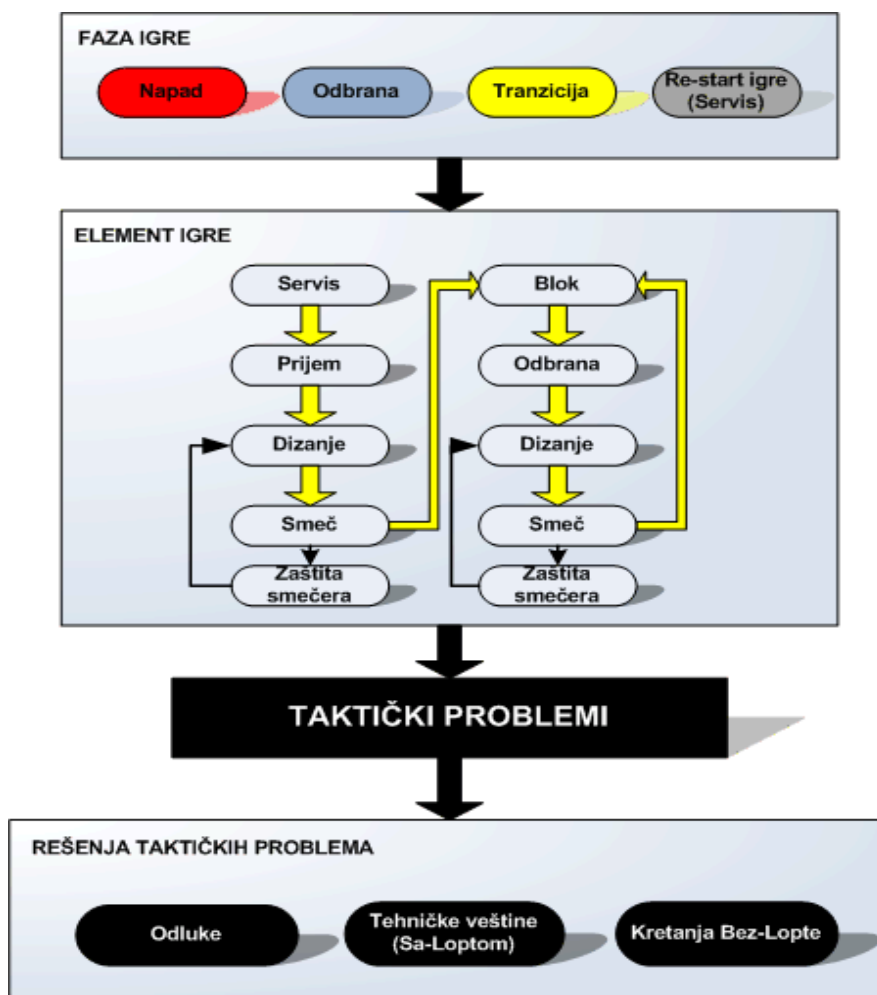 FAZA IGRE
Napad
Odbrana
Tranzicija
Re-start igre
(Servis)
ELEMENT IGRE
Servis
Prijem
Dizanje
Smeč
Zaštita
smečera
Blok
Odbrana
Dizanje
Smeč
Zaštita
smečera
TAKTIČKI PROBLEMI
REŠENJA TAKTIČKIH PROBLEMA
Odluke
Tehničke veštine
(Sa-Loptom)
Kretanja Bez-Lopte